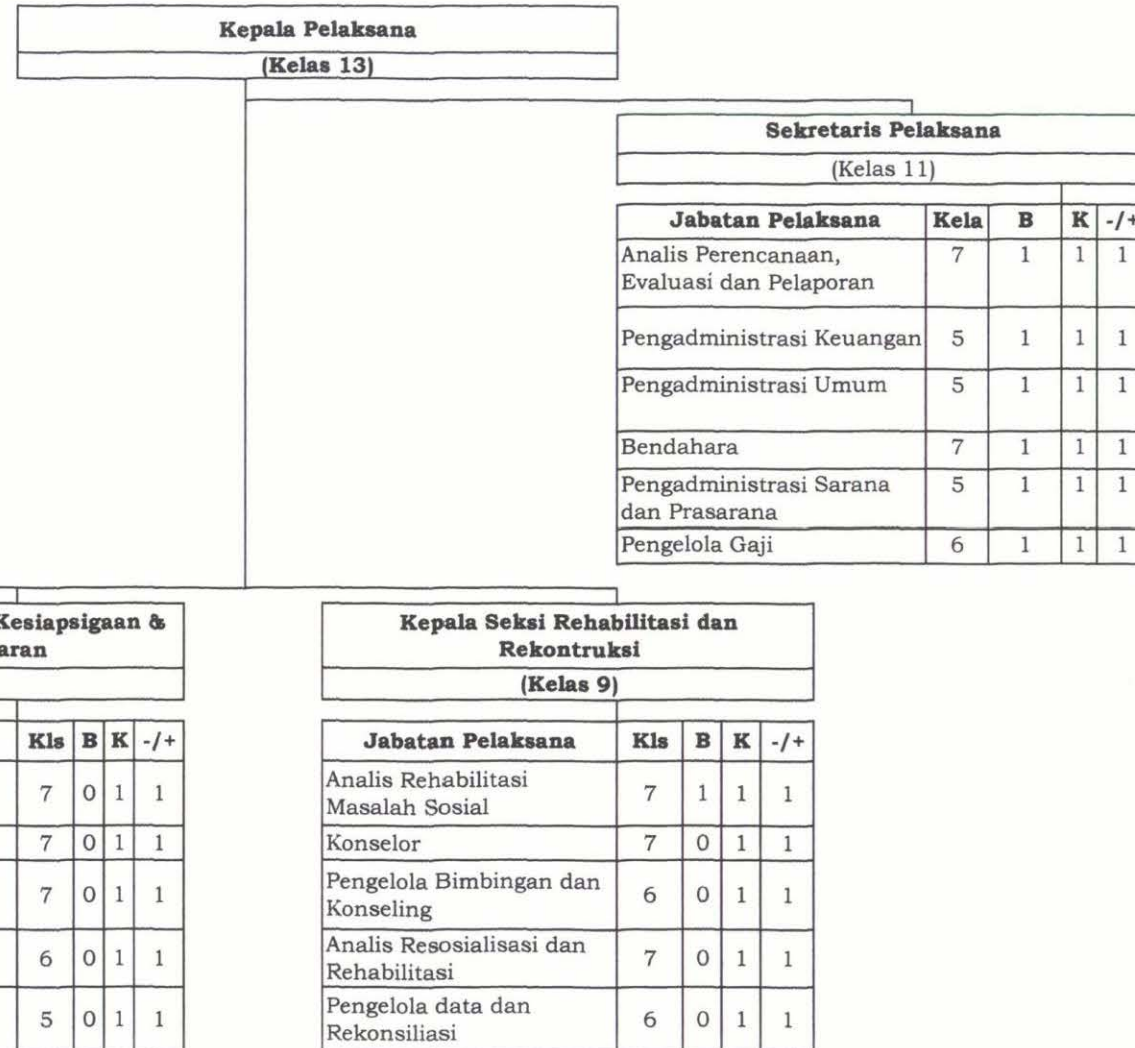 Kepala Pelaksana
(Kelas 13)
Sekretaris Pelaksana
(Kelas 11)
Jabatan Pelaksana Kela B K -/+
Analis Perencanaan, 7 1 1 1
Evaluasi dan Pelaporan
Pengadministrasi Keuangan 5 1 1 1
Pengadministrasi Umum 5 1 1 1
Bendahara 7 1 1 1
Pengadministrasi Sarana 5 1 1 1
dan Prasarana
Pengelola Gaji 6 1 1 1
Kesiapsigaan &
aran
Kls B K -/+
7 0 1 1
7 0 1 1
7 0 1 1
6 0 1 1
5 0 1 1
Kepala Seksi Rehabilitasi dan
Rekontruksi
(Kelas 9)
Jabatan Pelaksana Kls B K -/+
Analis Rehabilitasi
Masalah Sosial 7 1 1 1
Konselor 7 0 1 1
Pengelola Bimbingan dan
Konseling 6 0 1 1
Analis Resosialisasi dan
Rehabilitasi 7 0 1 1
Pengelola data dan
Rekonsiliasi 6 0 1 1